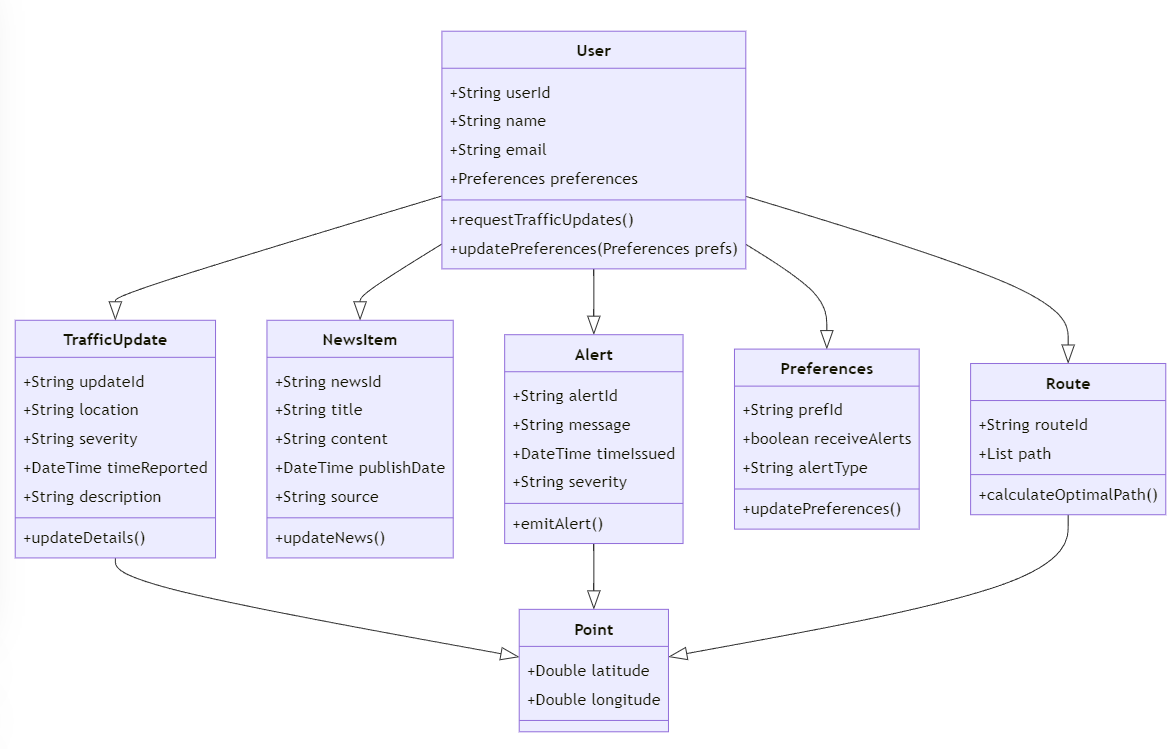 User
+String userId
+String name
+String email
+Preferences preferences
+requestTrafficUpdates()
+updatePreferences(Preferences prefs)
TrafficUpdate
+String updateId
+String location
+String severity
+DateTime timeReported
+String description
+updateDetails()
NewsItem
+String newsId
+String title
+String content
+DateTime publishDate
+String source
+updateNews()
Alert
+String alertId
+String message
+DateTime timeIssued
+String severity
+emitAlert()
Preferences
+String prefId
+boolean receiveAlerts
+String alertType
+updatePreferences()
Route
+String routeId
+List path
+calculateOptimalPath()
Point
+Double latitude
+Double longitude